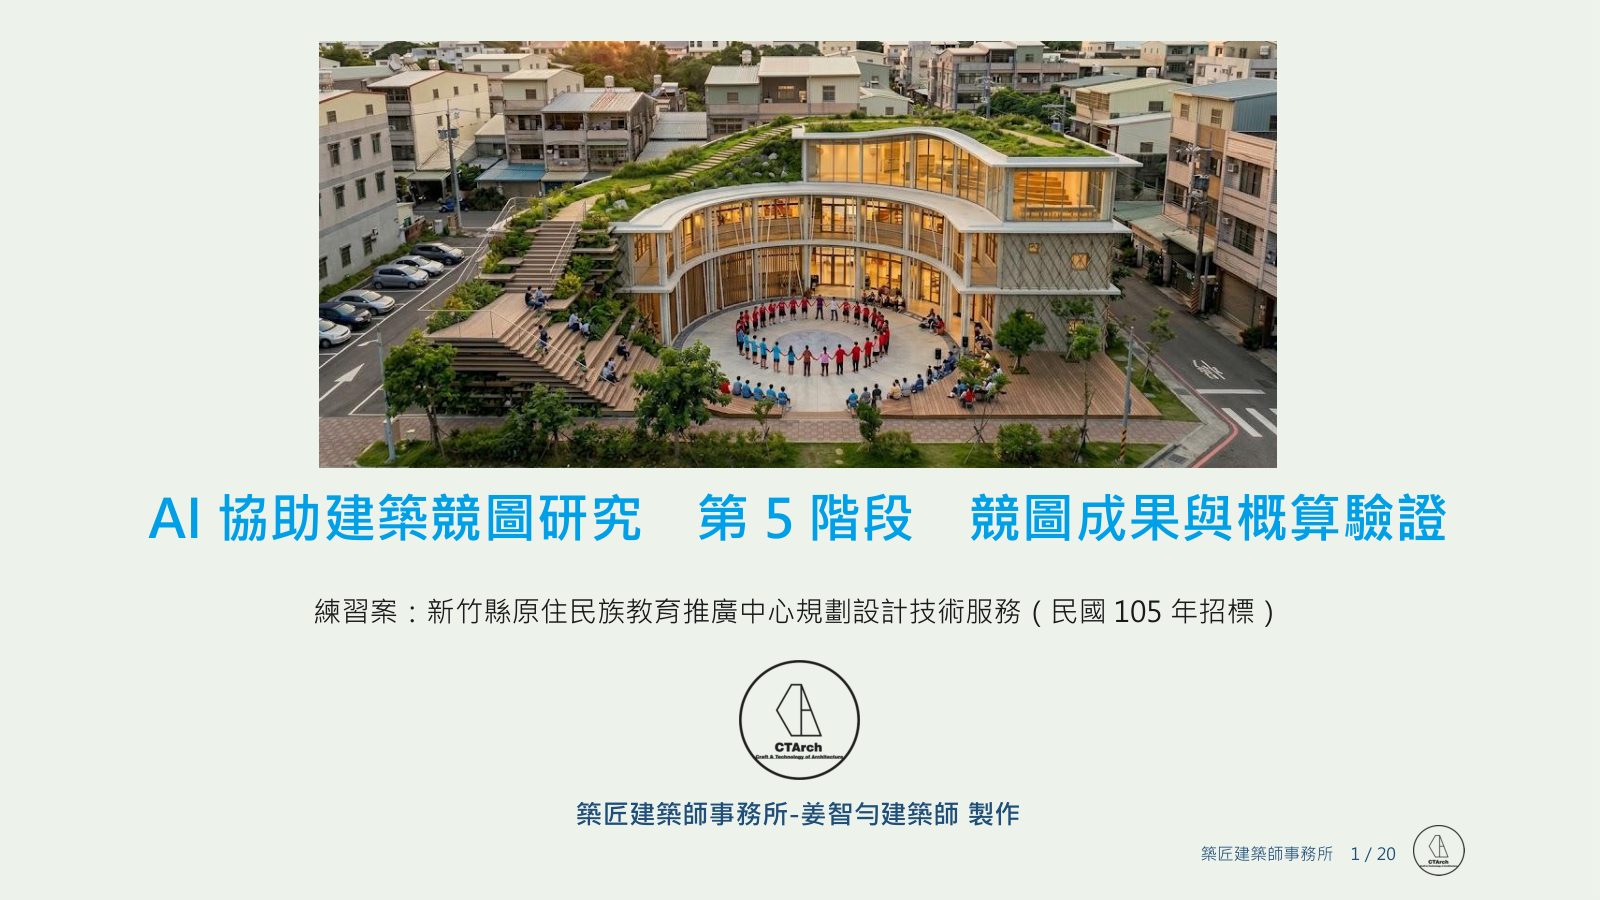 AI 協助建築競圖研究　第 5 階段　競圖成果與概算驗證
練習案：新竹縣原住民族教育推廣中心規劃設計技術服務（民國 105 年招標）
CTArch
Craft & Technology of Architecture
築匠建築師事務所-姜智勻建築師 製作
築匠建築師事務所　1 / 20
CTArch